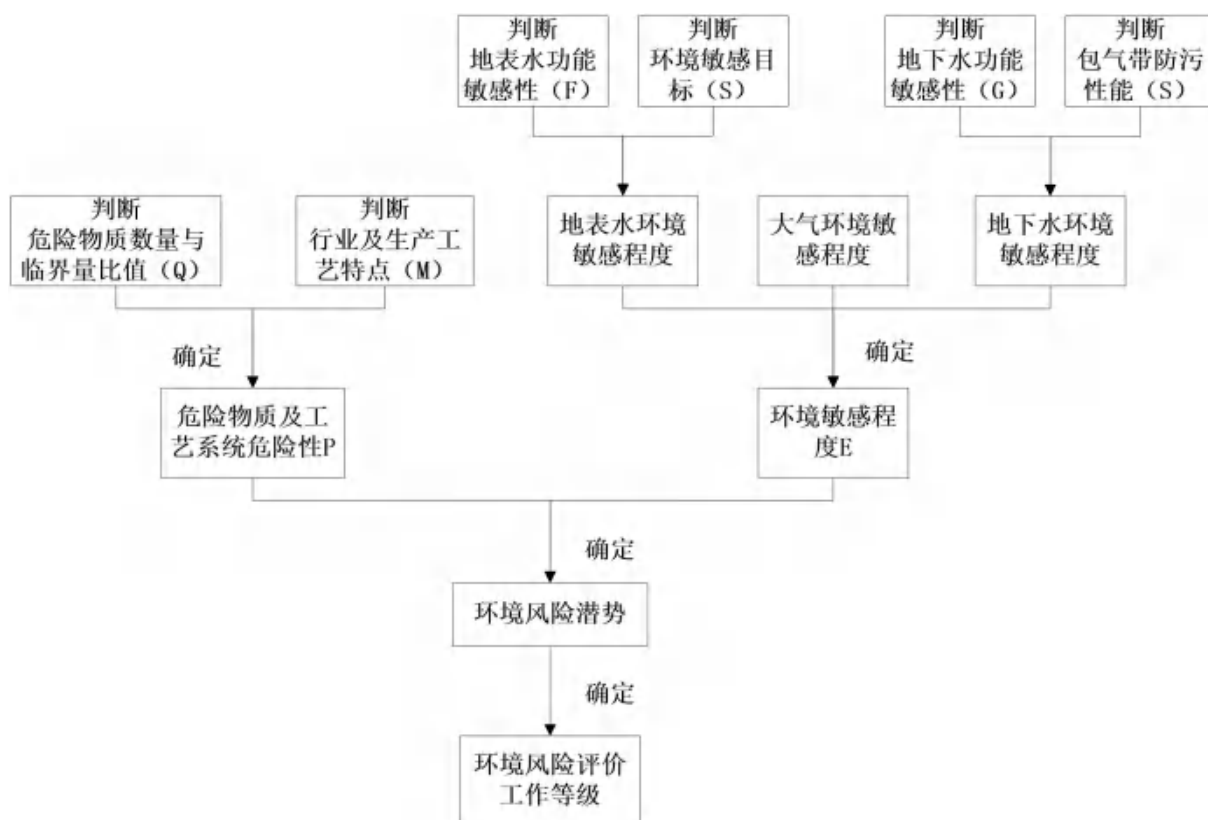 判断
地表水功能
敏感性（F）
判断
环境敏感目
标（S）
判断
地下水功能
敏感性（G）
判断
包气带防污
性能（S）
判断
危险物质数量与
临界量比值（Q）
判断
行业及生产工
艺特点（M）
地表水环境
敏感程度
大气环境敏
感程度
地下水环境
敏感程度
确定
确定
危险物质及工
艺系统危险性P
环境敏感程
度E
确定
环境风险潜势
确定
环境风险评价
工作等级